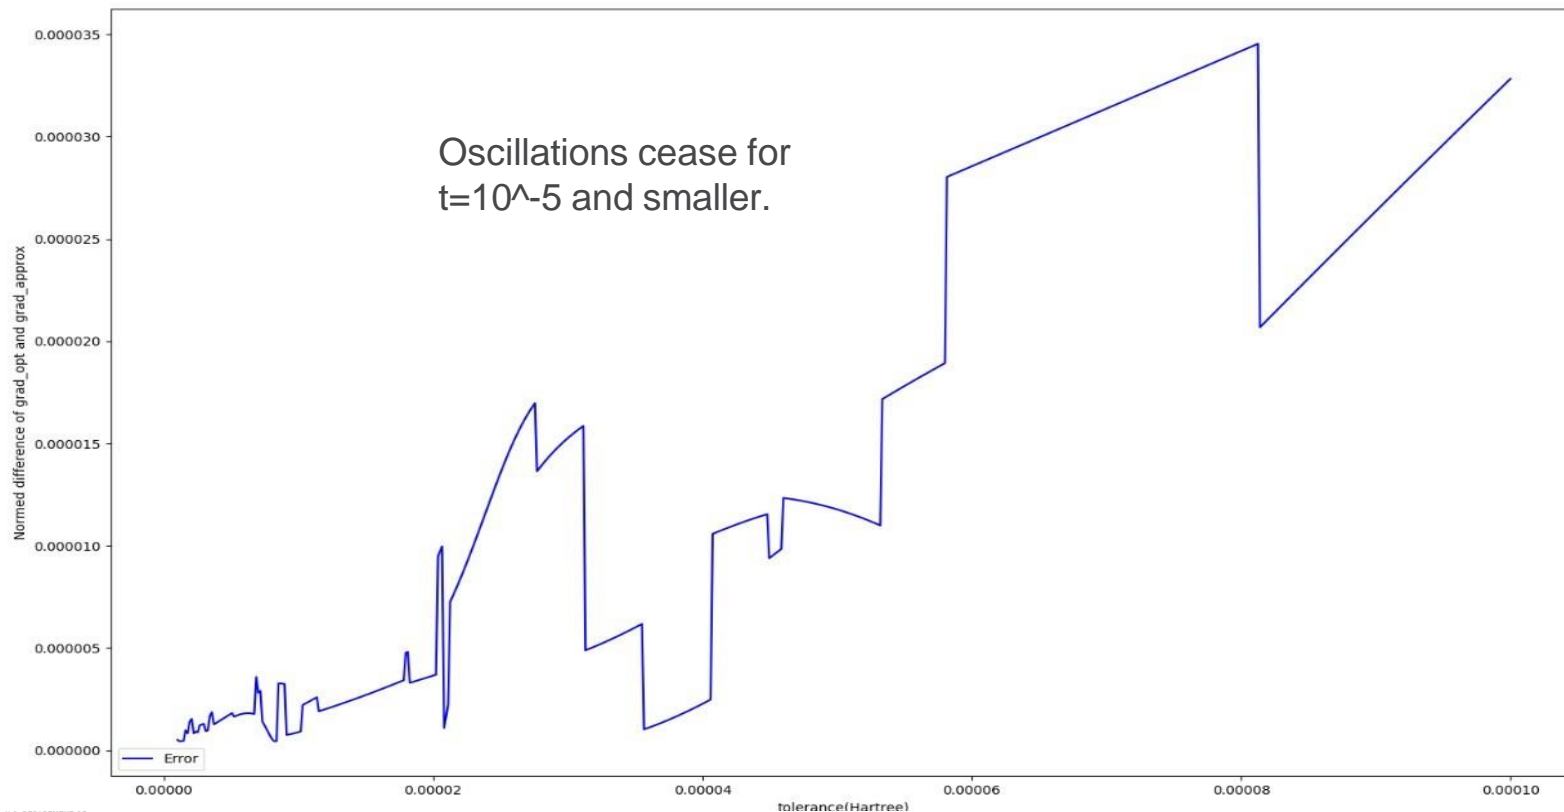 0.000035
0.000030
Oscillations cease for
t=10^-5 and smaller.
0.000025
Normed difference of grad_opt and grad_approx
0.000020
0.000015
0.000010
0.000005
0.000000
Error
0.00000 0.00002 0.00004 0.00006 0.00008 0.00010
tolerance(Hartree)